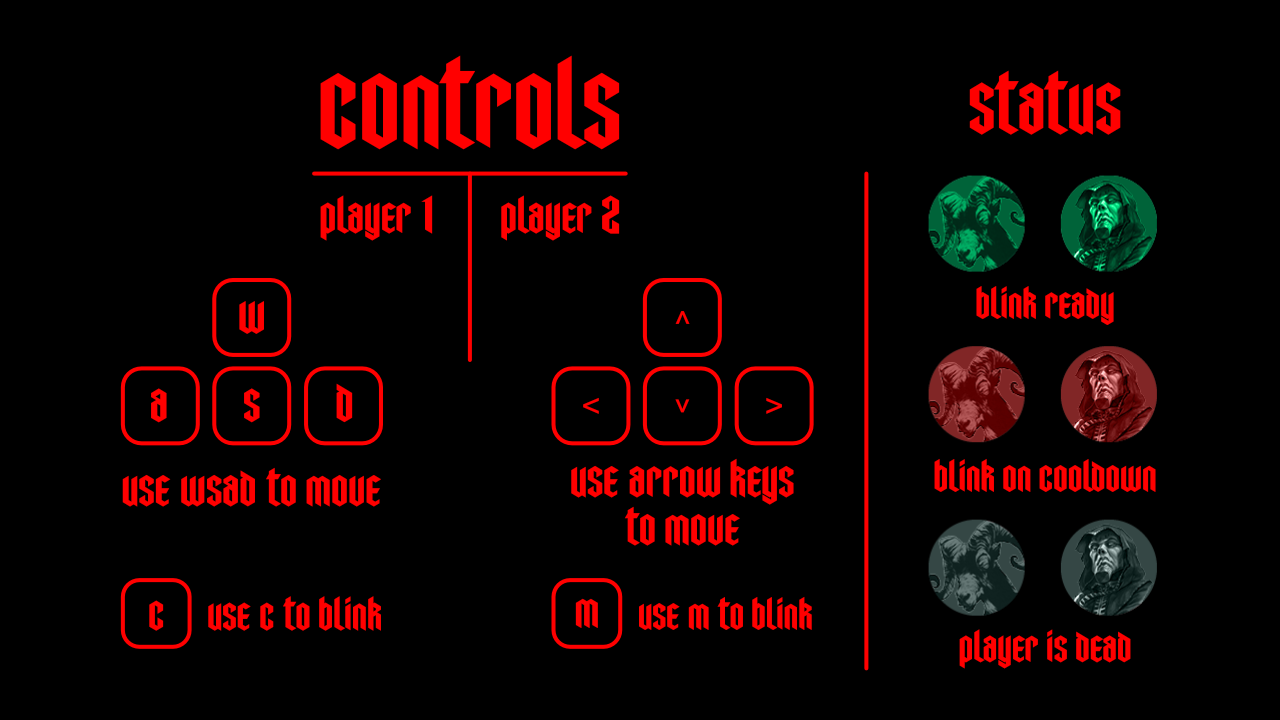 controls
player 1
player 2
w
a s d
use wsad to move
c
use c to blink
^
< v >
use arrow keys
to move
m
use m to blink
status
blink ready
blink on cooldown
player is dead